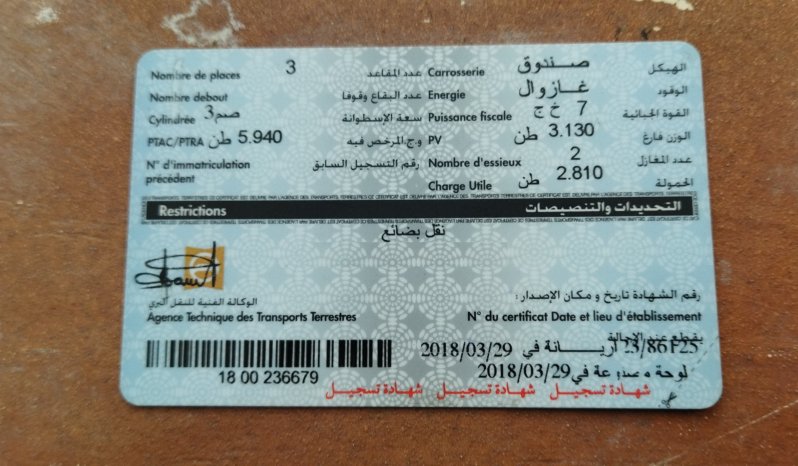 Nombre de places 3 عدد المقاعد Carrosserie صندوق الهيكل
Nombre debout عدد البقاع وقوفا Energie غازوال الوقود
Cylindrée صم3 سعة الإسطوانة Puissance fiscale 7 خ ج القوة الجبائية
PTAC/PTRA 5.940 طن و.ج المرخص فيه PV 3.130 طن الوزن فارغ
N° d'immatriculation précédent رقم التسجيل السابق Nombre d'essieux 2 عدد المغازل
Charge Utile 2.810 طن الحمولة
Restrictions التحديدات والتنصيصات
نقل بضائع
رقم الشهادة تاريخ و مكان الإصدار:
الوكالة الفنية للنقل البري
Agence Technique des Transports Terrestres N° du certificat Date et lieu d'établissement
يقطع عند الإحالة
أريانة في 2018/03/29
لوحة في 2018/03/29
18 00 236679
شهادة تسجيل شهادة تسجيل شهادة تسجيل